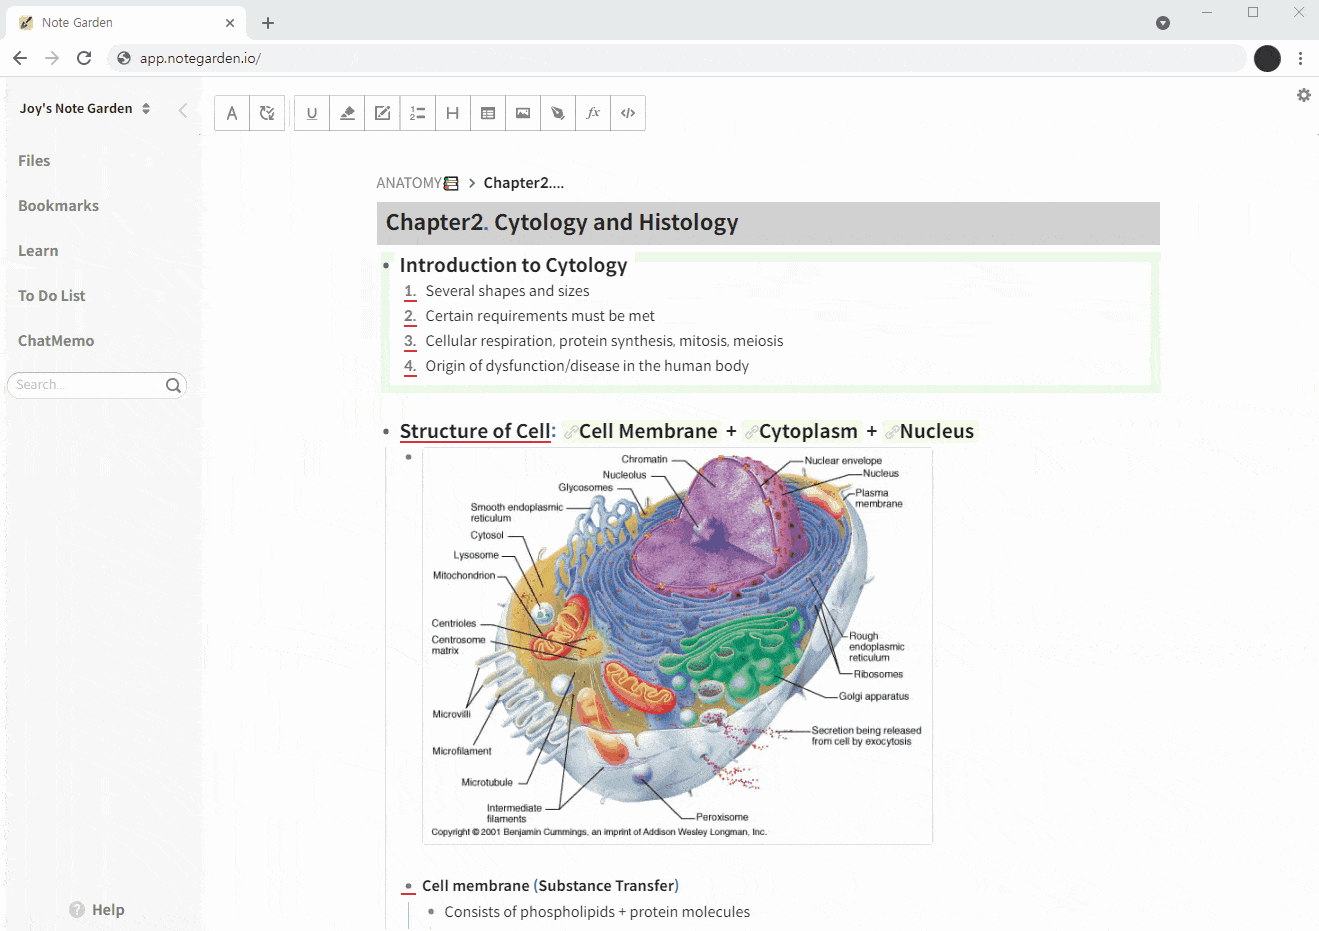 Note Garden
app.notegarden.io/
Joy's Note Garden
Files
Bookmarks
Learn
To Do List
ChatMemo
Search...
Help
A
U
H
fx
</>
ANATOMY > Chapter2....
Chapter2. Cytology and Histology
Introduction to Cytology
1. Several shapes and sizes
2. Certain requirements must be met
3. Cellular respiration, protein synthesis, mitosis, meiosis
4. Origin of dysfunction/disease in the human body
Structure of Cell: Cell Membrane + Cytoplasm + Nucleus
Chromatin
Nucleolus
Glycosomes
Smooth endoplasmic
reticulum
Cytosol
Lysosome
Mitochondrion
Centrioles
Centrosome
matrix
Microvilli
Microfilament
Microtubule
Intermediate
filaments
Nuclear envelope
Nucleus
Plasma
membrane
Rough
endoplasmic
reticulum
Ribosomes
Golgi apparatus
Secretion being released
from cell by exocytosis
Peroxisome
Copyright © 2001 Benjamin Cummings, an imprint of Addison Wesley Longman, Inc.
Cell membrane (Substance Transfer)
Consists of phospholipids + protein molecules